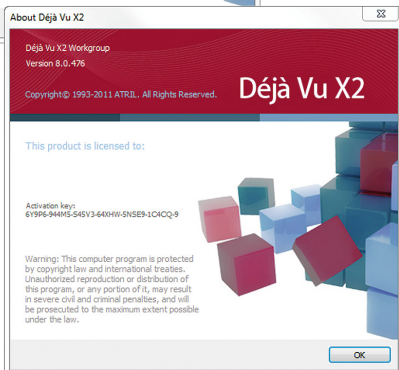 About Déjà Vu X2
Déjà Vu X2 Workgroup
Version 8.0.476
Copyright© 1993-2011 ATRIL. All Rights Reserved.
Déjà Vu X2
This product is licensed to:
Activation key:
6Y9P6-944MS-S45V3-64XHW-5NSE9-1C4CQ-9
Warning: This computer program is protected
by copyright law and international treaties.
Unauthorized reproduction or distribution of
this program, or any portion of it, may result
in severe civil and criminal penalties, and will
be prosecuted to the maximum extent possible
under the law.
OK